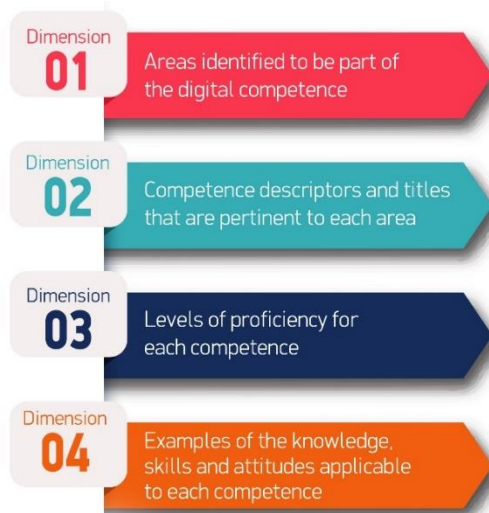 Dimension
01
Areas identified to be part of
the digital competence
Dimension
02
Competence descriptors and titles
that are pertinent to each area
Dimension
03
Levels of proficiency for
each competence
Dimension
04
Examples of the knowledge,
skills and attitudes applicable
to each competence